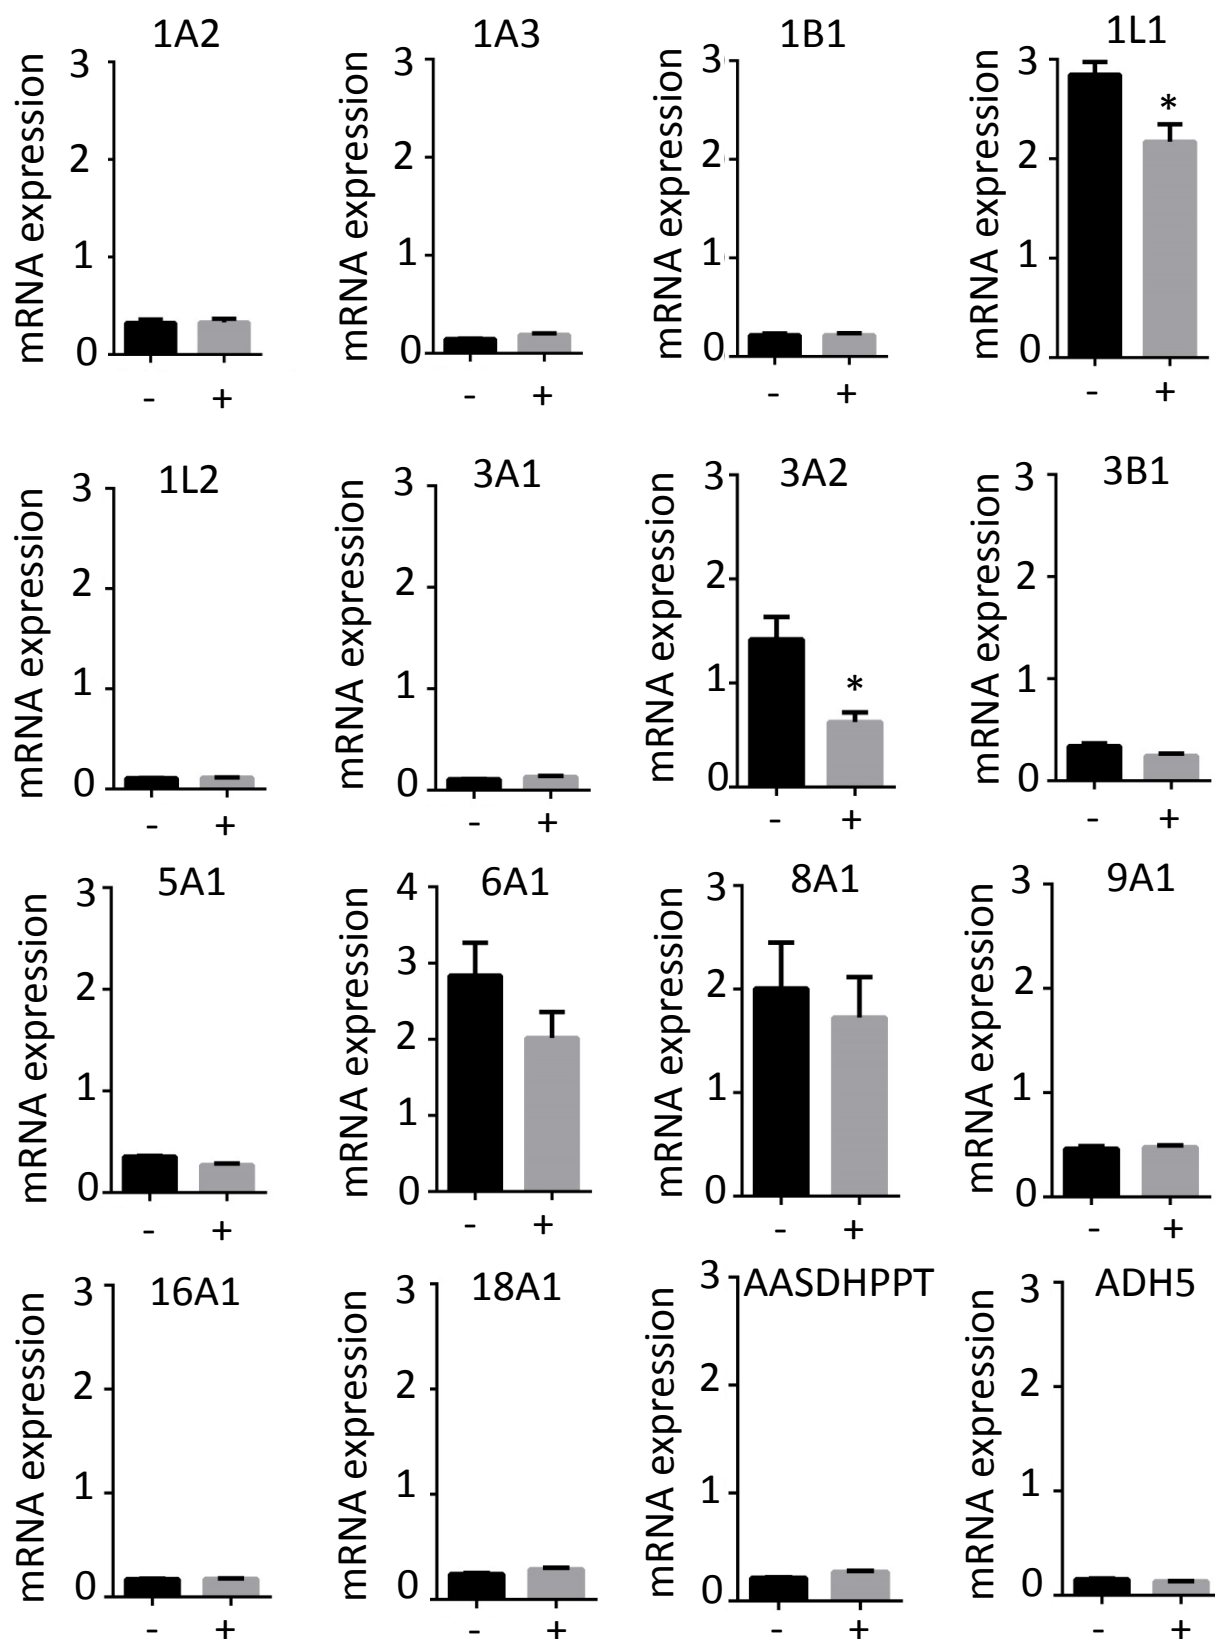 1A2
mRNA expression
3
2
1
0
- +
1A3
mRNA expression
3
2
1
0
- +
1B1
mRNA expression
3
2
1
0
- +
1L1
mRNA expression
3
2
1
0
*
- +
1L2
mRNA expression
3
2
1
0
- +
3A1
mRNA expression
3
2
1
0
- +
3A2
mRNA expression
3
2
1
0
*
- +
3B1
mRNA expression
3
2
1
0
- +
5A1
mRNA expression
3
2
1
0
- +
6A1
mRNA expression
4
3
2
1
0
- +
8A1
mRNA expression
3
2
1
0
- +
9A1
mRNA expression
3
2
1
0
- +
16A1
mRNA expression
3
2
1
0
- +
18A1
mRNA expression
3
2
1
0
- +
AASDHPPT
mRNA expression
3
2
1
0
- +
ADH5
mRNA expression
3
2
1
0
- +